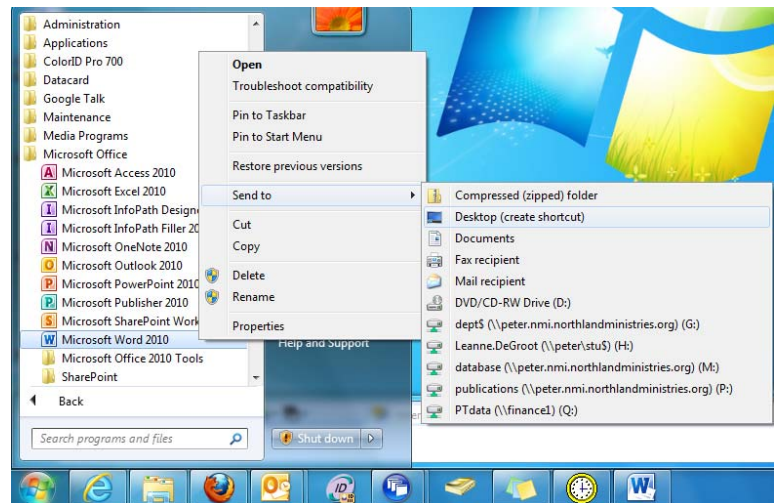 Administration
Applications
ColorID Pro 700
Datacard
Google Talk
Maintenance
Media Programs
Microsoft Office
Microsoft Access 2010
Microsoft Excel 2010
Microsoft InfoPath Designe
Microsoft InfoPath Filler 20
Microsoft OneNote 2010
Microsoft Outlook 2010
Microsoft PowerPoint 2010
Microsoft Publisher 2010
Microsoft SharePoint Work
Microsoft Word 2010
Microsoft Office 2010 Tools
SharePoint
Back
Search programs and files
Help and Support
Shut down
Open
Troubleshoot compatibility
Pin to Taskbar
Pin to Start Menu
Restore previous versions
Send to
Cut
Copy
Delete
Rename
Properties
Compressed (zipped) folder
Desktop (create shortcut)
Documents
Fax recipient
Mail recipient
DVD/CD-RW Drive (D:)
dept$ (\\peter.nmi.northlandministries.org) (G:)
Leanne.DeGroot (\\peter\stu$) (H:)
database (\\peter.nmi.northlandministries.org) (M:)
publications (\\peter.nmi.northlandministries.org) (P:)
PTdata (\\finance1) (Q:)